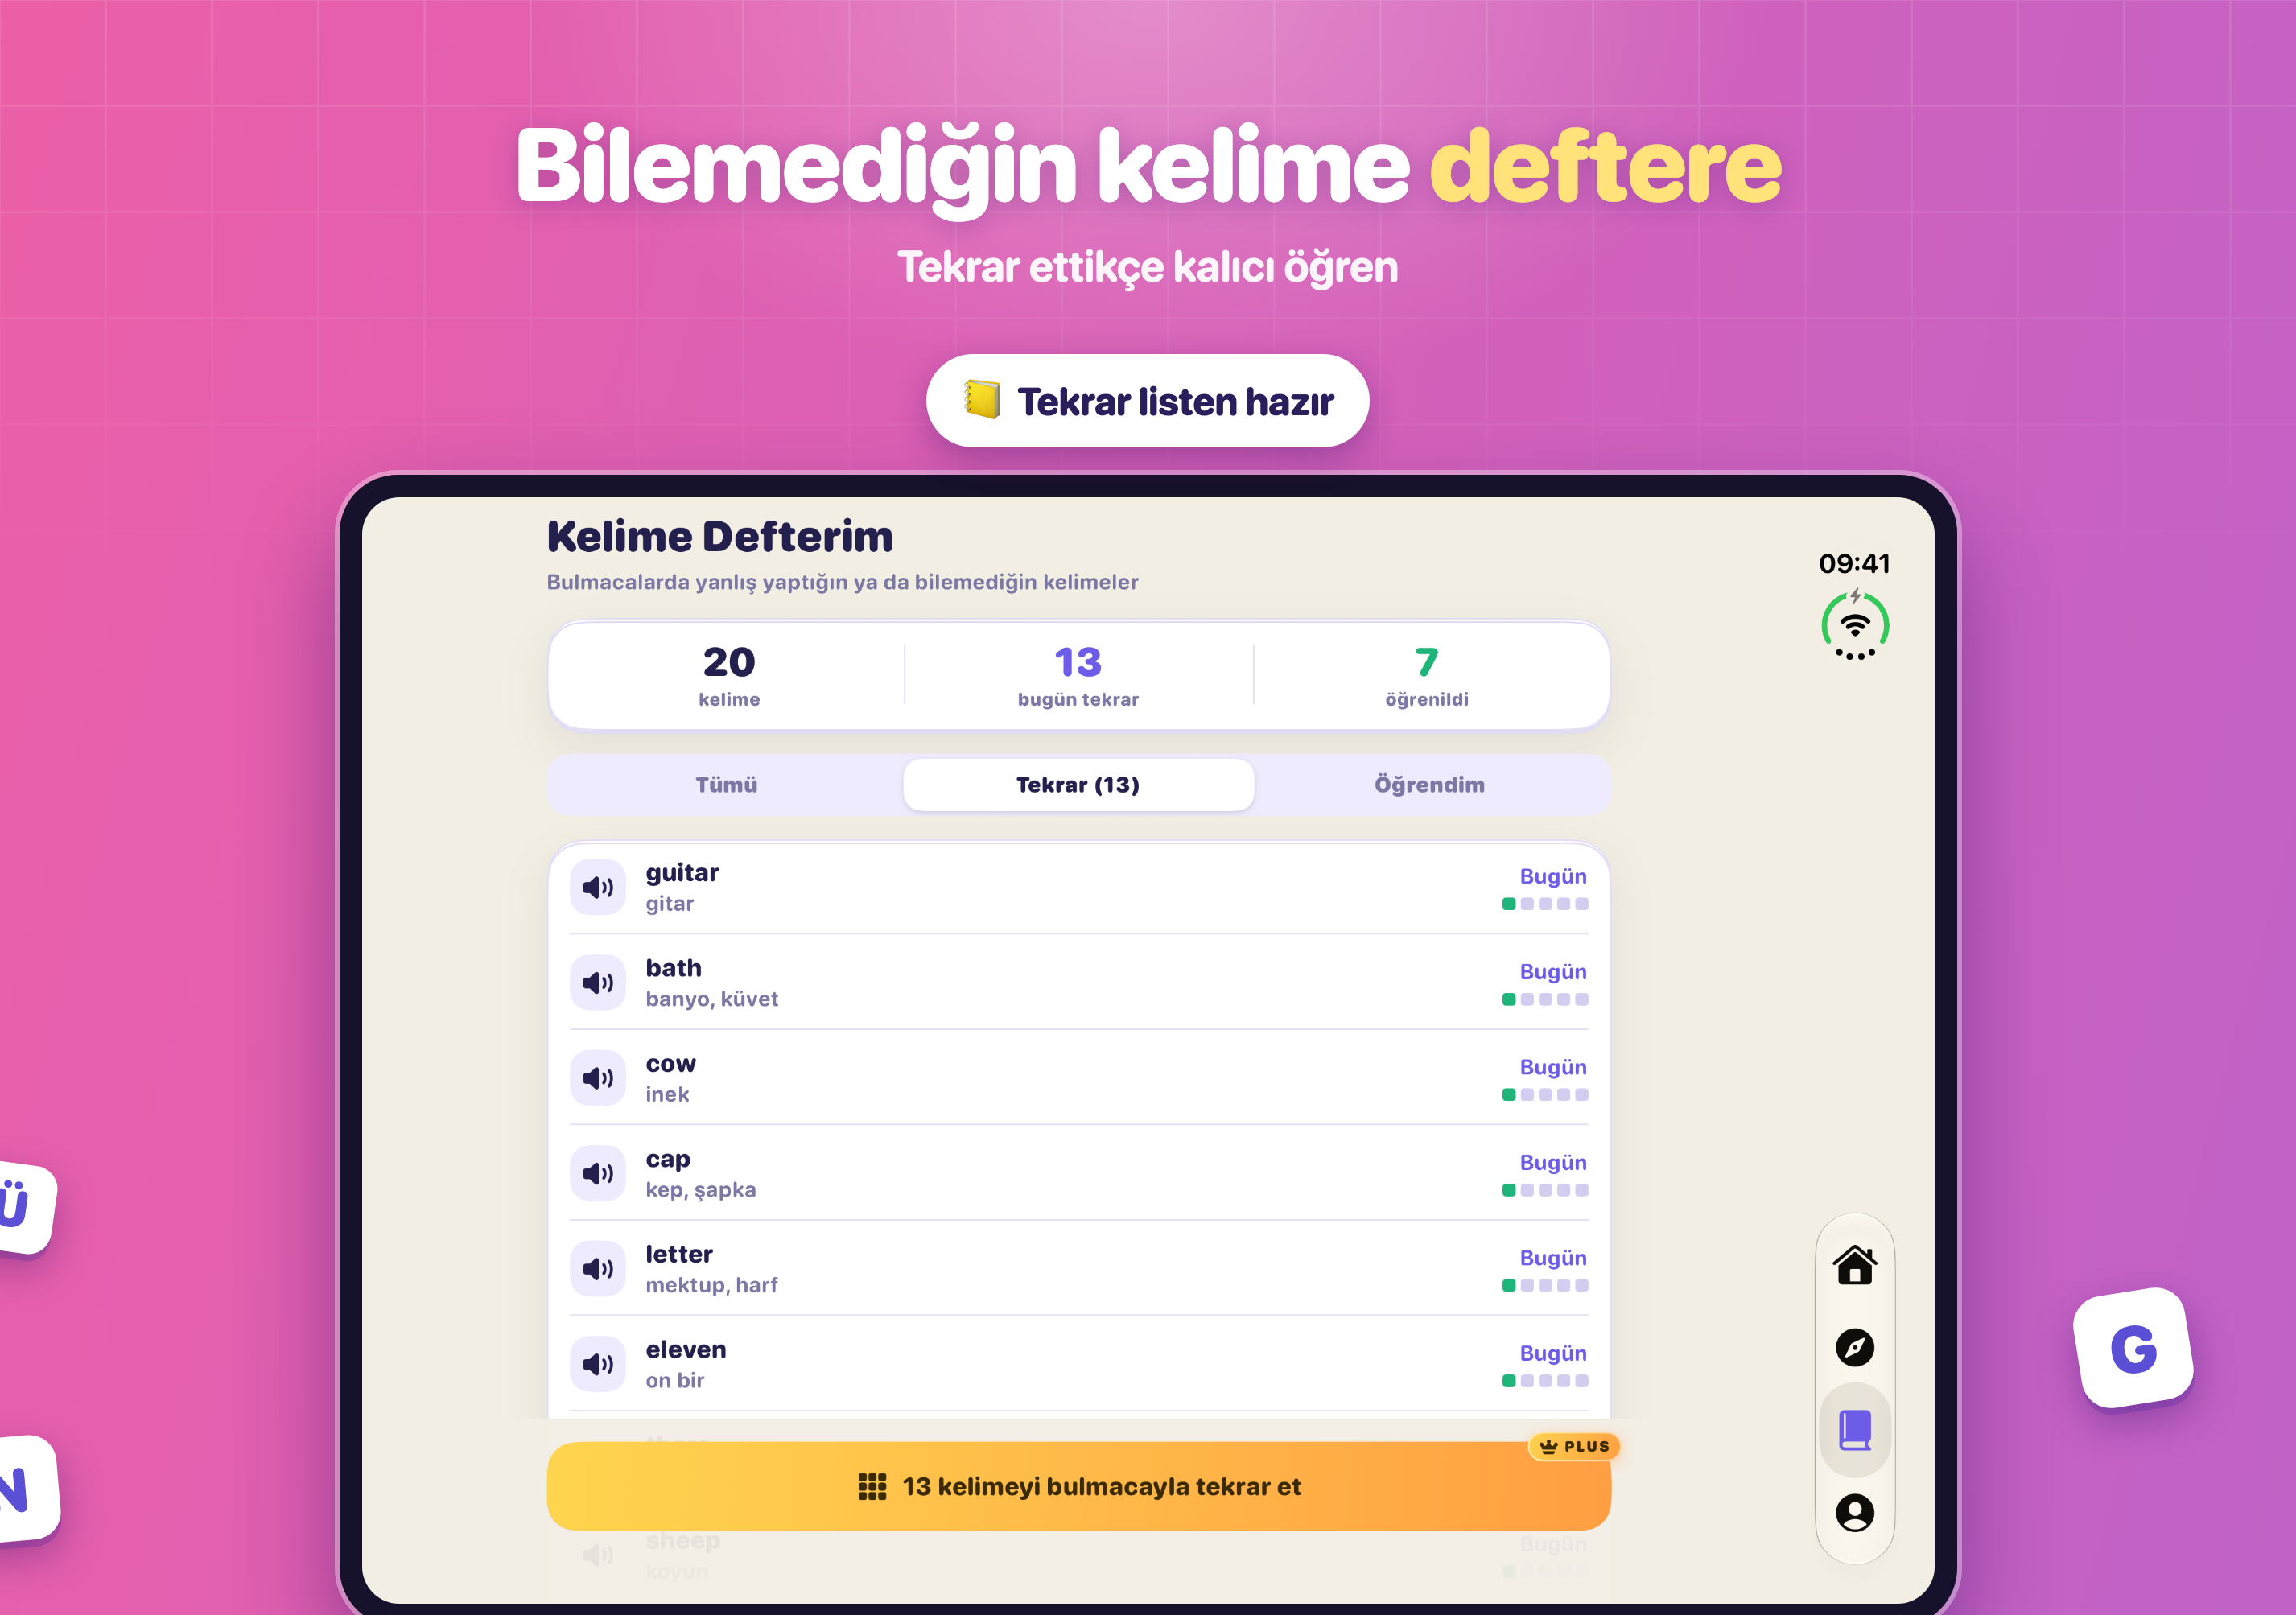 Bilemediğin kelime deftere
Tekrar ettikçe kalıcı öğren
Tekrar listen hazır
Kelime Defterim
Bulmacalarda yanlış yaptığın ya da bilemediğin kelimeler
09:41
20
kelime
13
bugün tekrar
7
öğrenildi
Tümü
Tekrar (13)
Öğrendim
guitar
gitar
Bugün
bath
banyo, küvet
Bugün
cow
inek
Bugün
cap
kep, şapka
Bugün
letter
mektup, harf
Bugün
eleven
on bir
Bugün
PLUS
13 kelimeyi bulmacayla tekrar et
sheep
koyun
Bugün
Ü
N
G